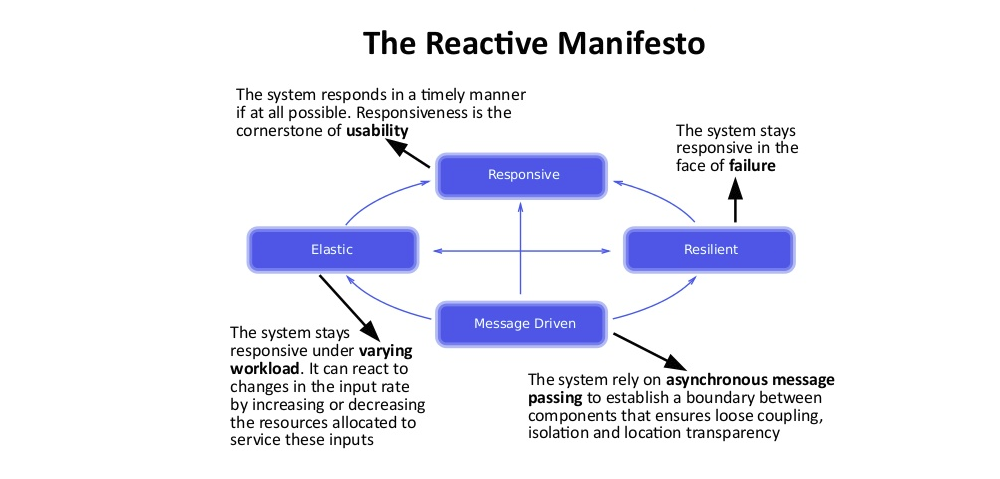 The Reactive Manifesto
The system responds in a timely manner
if at all possible. Responsiveness is the
cornerstone of usability
The system stays
responsive in the
face of failure
Responsive
Elastic
Resilient
Message Driven
The system stays
responsive under varying
workload. It can react to
changes in the input rate
by increasing or decreasing
the resources allocated to
service these inputs
The system rely on asynchronous message
passing to establish a boundary between
components that ensures loose coupling,
isolation and location transparency